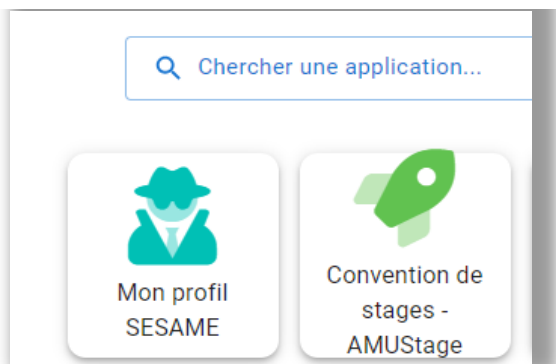 Chercher une application...
Mon profil
SESAME
Convention de
stages -
AMUStage